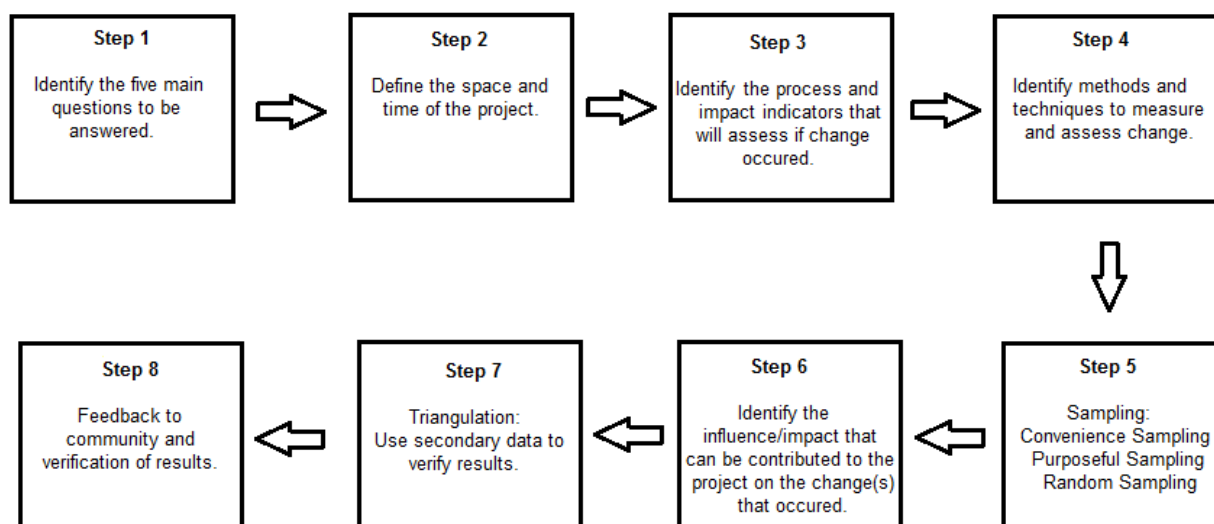 Step 1
Identify the five main
questions to be
answered.
Step 2
Define the space and
time of the project.
Step 3
Identify the process and
impact indicators that
will assess if change
occured.
Step 4
Identify methods and
techniques to measure
and assess change.
Step 5
Sampling:
Convenience Sampling
Purposeful Sampling
Random Sampling
Step 6
Identify the
influence/impact that
can be contributed to the
project on the change(s)
that occured.
Step 7
Triangulation:
Use secondary data to
verify results.
Step 8
Feedback to
community and
verification of results.